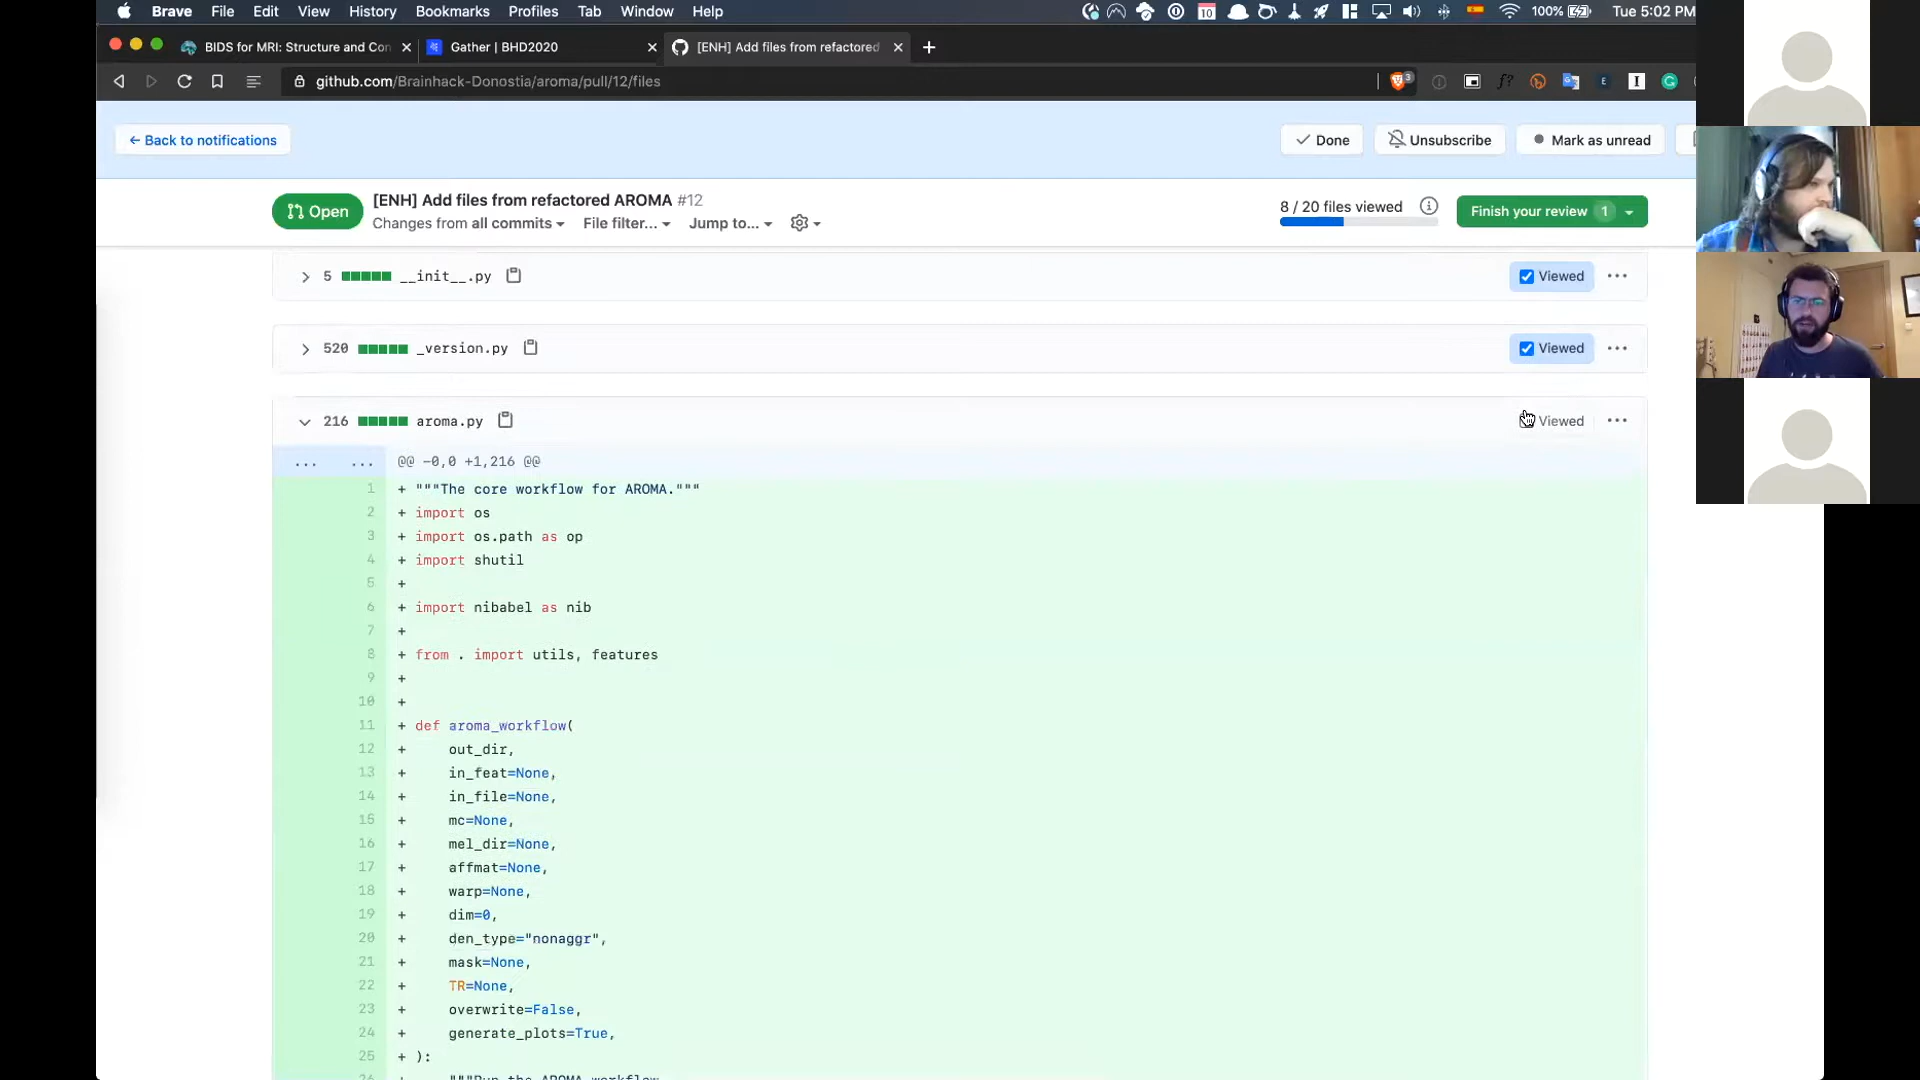 Brave File Edit View History Bookmarks Profiles Tab Window Help 10 100% Tue 5:02 PM
BIDS for MRI: Structure and Con Gather | BHD2020 [ENH] Add files from refactored
github.com/Brainhack-Donostia/aroma/pull/12/files 3
← Back to notifications Done Unsubscribe Mark as unread
Open [ENH] Add files from refactored AROMA #12 8 / 20 files viewed Finish your review 1
Changes from all commits File filter... Jump to...
5 __init__.py Viewed ...
520 _version.py Viewed ...
216 aroma.py Viewed ...
... ... @@ -0,0 +1,216 @@
1 + """The core workflow for AROMA."""
2 + import os
3 + import os.path as op
4 + import shutil
5 +
6 + import nibabel as nib
7 +
8 + from . import utils, features
9 +
10 +
11 + def aroma_workflow(
12 + out_dir,
13 + in_feat=None,
14 + in_file=None,
15 + mc=None,
16 + mel_dir=None,
17 + affmat=None,
18 + warp=None,
19 + dim=0,
20 + den_type="nonaggr",
21 + mask=None,
22 + TR=None,
23 + overwrite=False,
24 + generate_plots=True,
25 + ):
26 + """Run the AROMA workflow